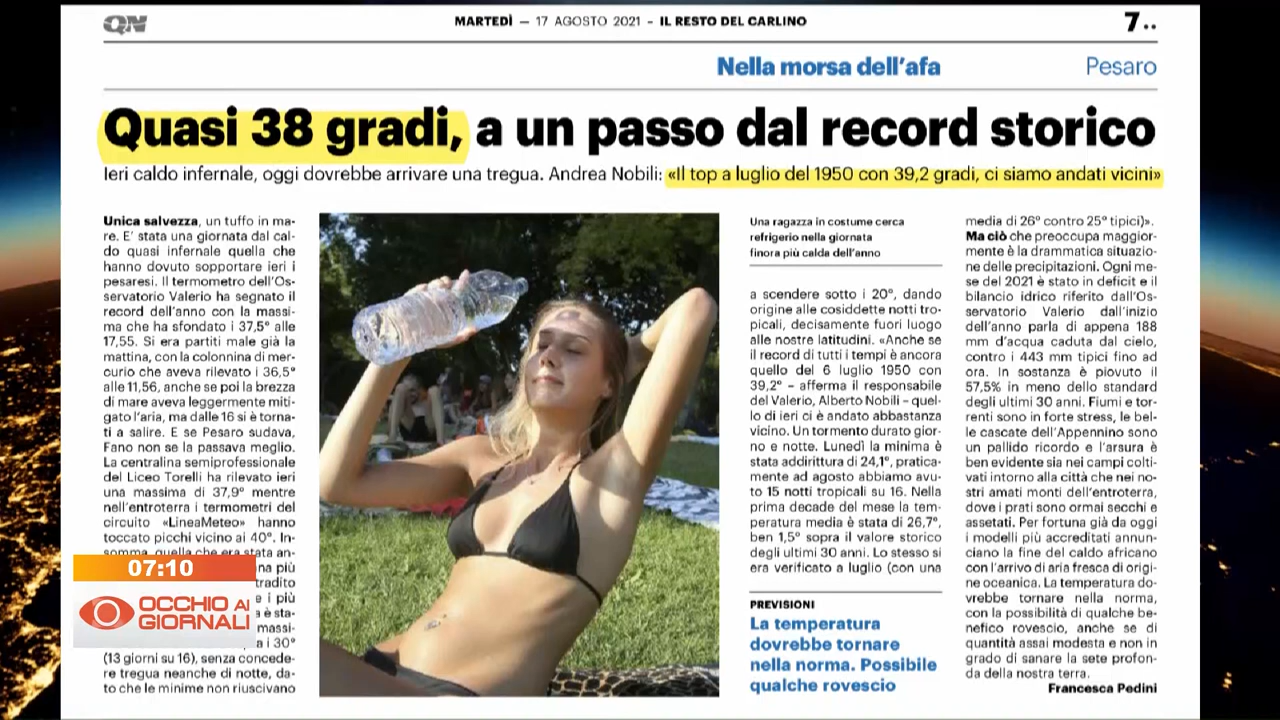 QN
MARTEDÌ — 17 AGOSTO 2021 – IL RESTO DEL CARLINO
7..
Nella morsa dell'afa
Pesaro
Quasi 38 gradi, a un passo dal record storico
Ieri caldo infernale, oggi dovrebbe arrivare una tregua. Andrea Nobili: «Il top a luglio del 1950 con 39,2 gradi, ci siamo andati vicini»
Unica salvezza, un tuffo in ma-
re. E' stata una giornata dal cal-
do quasi infernale quella che
hanno dovuto sopportare ieri i
pesaresi. Il termometro dell'Os-
servatorio Valerio ha segnato il
record dell'anno con la massi-
ma che ha sfondato i 37,5° alle
17,55. Si era partiti male già la
mattina, con la colonnina di mer-
curio che aveva rilevato i 36,5°
alle 11,56, anche se poi la brezza
di mare aveva leggermente miti-
gato l'aria, ma dalle 16 si è torna-
ti a salire. E se Pesaro sudava,
Fano non se la passava meglio.
La centralina semiprofessionale
del Liceo Torelli ha rilevato ieri
una massima di 37,9° mentre
nell'entroterra i termometri del
circuito «LineaMeteo» hanno
toccato picchi vicino ai 40°. In-
somma, quella che era stata an-
na più
tradito
e i più
a è sta-
massi-
a i 30°
(13 giorni su 16), senza concede-
re tregua neanche di notte, da-
to che le minime non riuscivano
Una ragazza in costume cerca
refrigerio nella giornata
finora più calda dell'anno
a scendere sotto i 20°, dando
origine alle cosiddette notti tro-
picali, decisamente fuori luogo
alle nostre latitudini. «Anche se
il record di tutti i tempi è ancora
quello del 6 luglio 1950 con
39,2° – afferma il responsabile
del Valerio, Alberto Nobili – quel-
lo di ieri ci è andato abbastanza
vicino. Un tormento durato gior-
no e notte. Lunedì la minima è
stata addirittura di 24,1°, pratica-
mente ad agosto abbiamo avu-
to 15 notti tropicali su 16. Nella
prima decade del mese la tem-
peratura media è stata di 26,7°,
ben 1,5° sopra il valore storico
degli ultimi 30 anni. Lo stesso si
era verificato a luglio (con una
PREVISIONI
La temperatura
dovrebbe tornare
nella norma. Possibile
qualche rovescio
media di 26° contro 25° tipici)».
Ma ciò che preoccupa maggior-
mente è la drammatica situazio-
ne delle precipitazioni. Ogni me-
se del 2021 è stato in deficit e il
bilancio idrico riferito dall'Os-
servatorio Valerio dall'inizio
dell'anno parla di appena 188
mm d'acqua caduta dal cielo,
contro i 443 mm tipici fino ad
ora. In sostanza è piovuto il
57,5% in meno dello standard
degli ultimi 30 anni. Fiumi e tor-
renti sono in forte stress, le bel-
le cascate dell'Appennino sono
un pallido ricordo e l'arsura è
ben evidente sia nei campi colti-
vati intorno alla città che nei no-
stri amati monti dell'entroterra,
dove i prati sono ormai secchi e
assetati. Per fortuna già da oggi
i modelli più accreditati annun-
ciano la fine del caldo africano
con l'arrivo di aria fresca di origi-
ne oceanica. La temperatura do-
vrebbe tornare nella norma,
con la possibilità di qualche be-
nefico rovescio, anche se di
quantità assai modesta e non in
grado di sanare la sete profon-
da della nostra terra.
Francesca Pedini
07:10
OCCHIO AI
GIORNALI